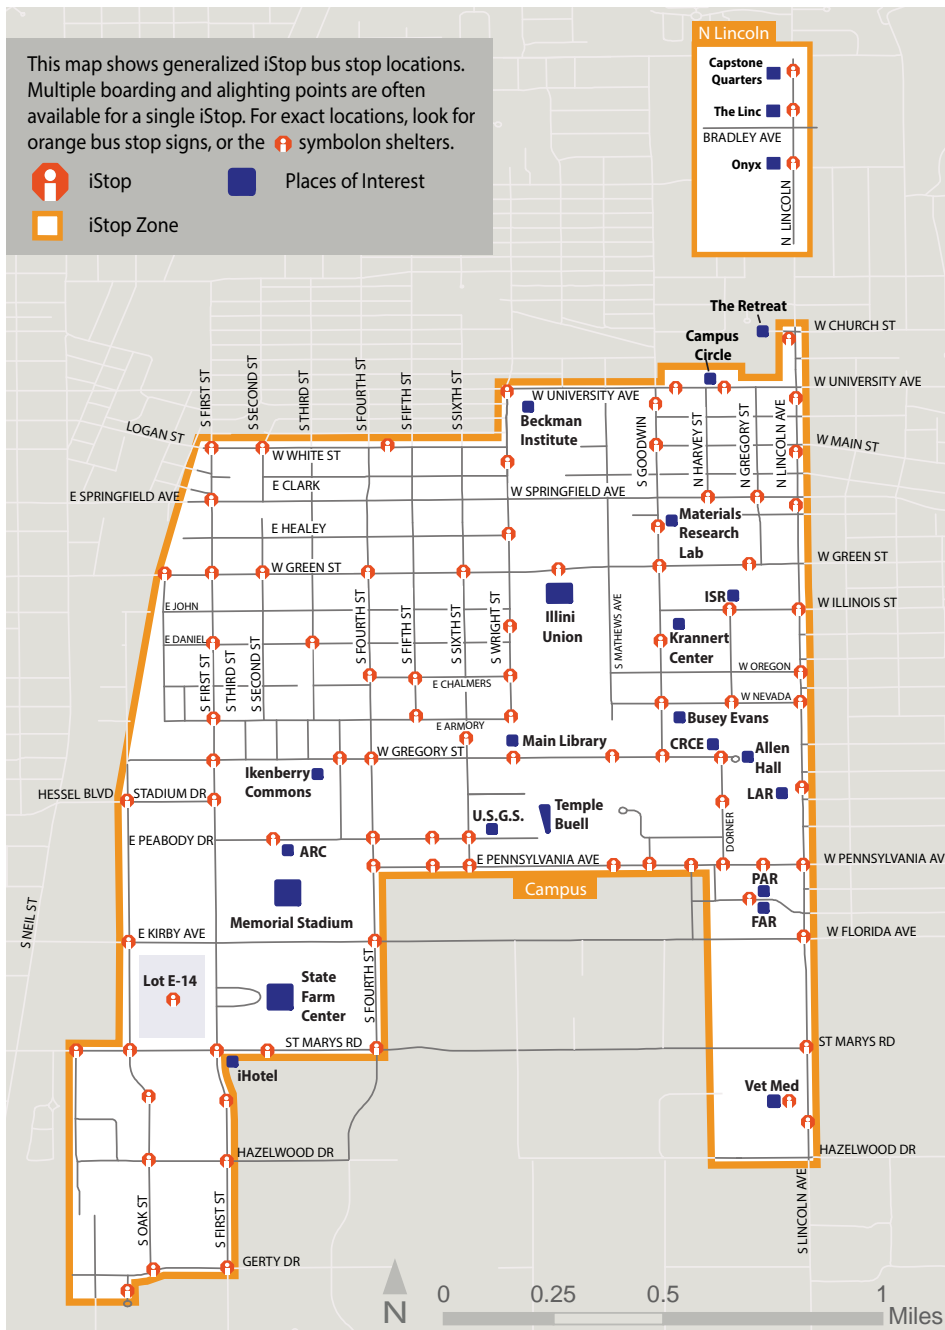 N Lincoln
Capstone
Quarters
The Linc
BRADLEY AVE
Onyx
N LINCOLN
This map shows generalized iStop bus stop locations.
Multiple boarding and alighting points are often
available for a single iStop. For exact locations, look for
orange bus stop signs, or the symbolon shelters.
iStop
Places of Interest
iStop Zone
The Retreat
W CHURCH ST
Campus
Circle
W UNIVERSITY AVE
W UNIVERSITY AVE
S FIRST ST
S SECOND ST
S THIRD ST
S FOURTH ST
S FIFTH ST
S SIXTH ST
Beckman
Institute
S GOODWIN
N HARVEY ST
N GREGORY ST
N LINCOLN AVE
LOGAN ST
W WHITE ST
W MAIN ST
E CLARK
E SPRINGFIELD AVE
W SPRINGFIELD AVE
Materials
Research
Lab
E HEALEY
W GREEN ST
W GREEN ST
Illini
Union
ISR
E JOHN
W ILLINOIS ST
E DANIEL
S FOURTH ST
S FIFTH ST
S SIXTH ST
S WRIGHT ST
S MATHEWS AVE
Krannert
Center
S FIRST ST
S THIRD ST
S SECOND ST
W OREGON
E CHALMERS
W NEVADA
E ARMORY
Busey Evans
Main Library
CRCE
Allen
Hall
W GREGORY ST
Ikenberry
Commons
HESSEL BLVD
STADIUM DR
LAR
U.S.G.S.
Temple
Buell
DORNER
E PEABODY DR
ARC
E PENNSYLVANIA AVE
W PENNSYLVANIA AV
Campus
PAR
FAR
Memorial Stadium
S NEIL ST
E KIRBY AVE
W FLORIDA AVE
Lot E-14
State
Farm
Center
S FOURTH ST
ST MARYS RD
ST MARYS RD
iHotel
Vet Med
HAZELWOOD DR
HAZELWOOD DR
S OAK ST
S FIRST ST
S LINCOLN AVE
GERTY DR
N
0
0.25
0.5
1
Miles